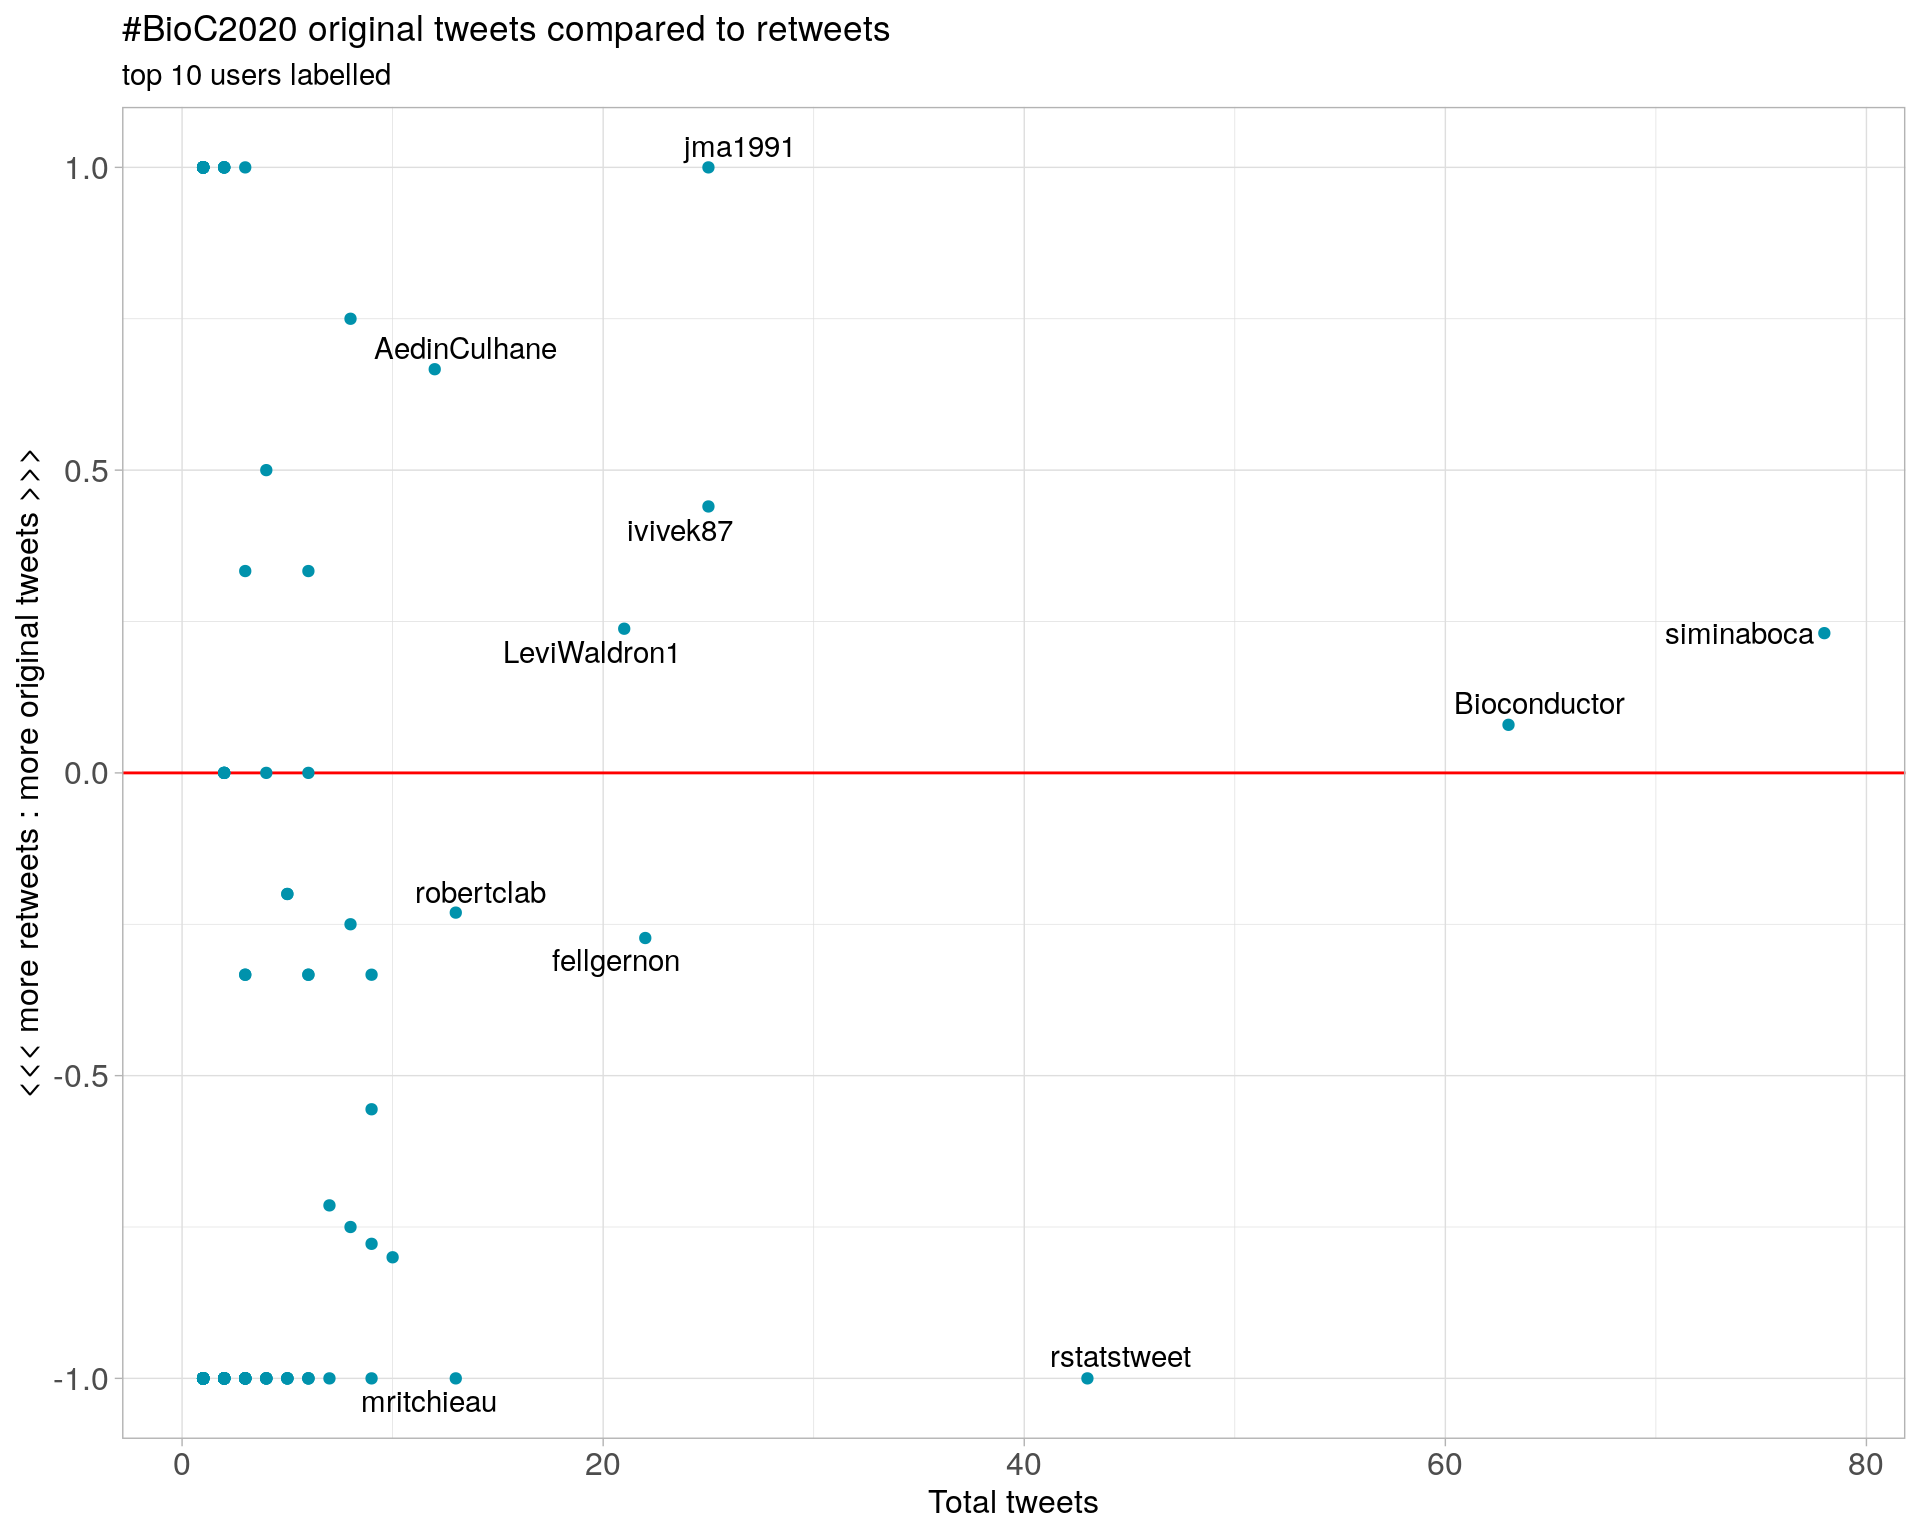 #BioC2020 original tweets compared to retweets
top 10 users labelled
jma1991
AedinCulhane
ivivek87
LeviWaldron1
siminaboca
Bioconductor
robertclab
fellgernon
rstatstweet
mritchieau
1.0
0.5
0.0
-0.5
-1.0
<<< more retweets : more original tweets >>>
0 20 40 60 80
Total tweets